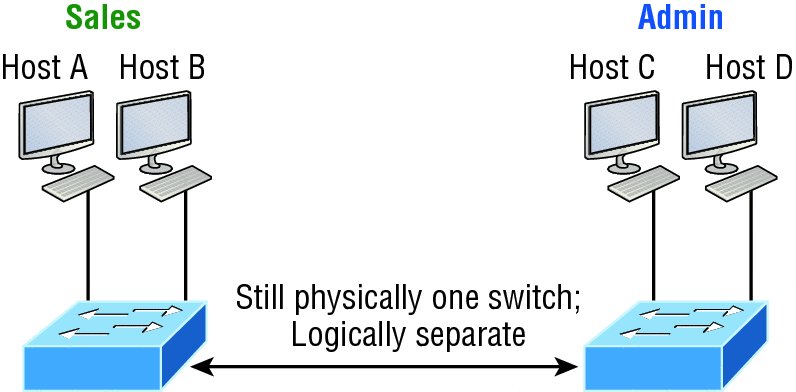 Sales
Admin
Host A
Host B
Host C
Host D
Still physically one switch;
Logically separate